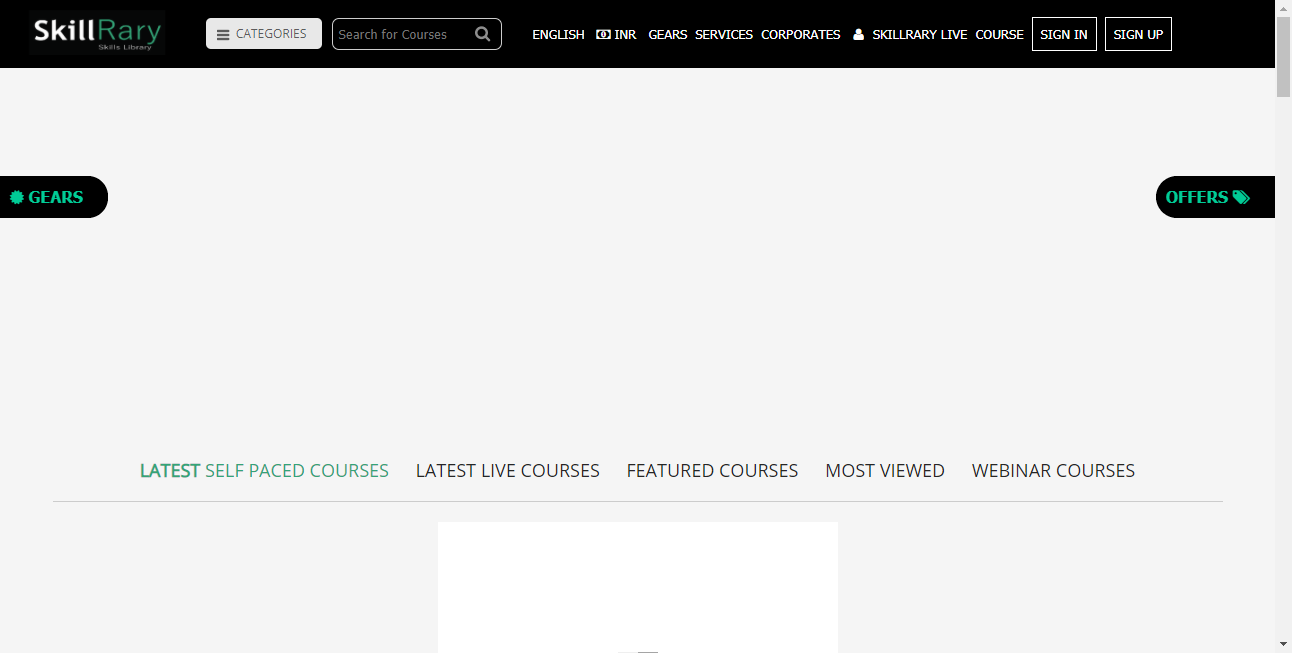 SkillRary
Skills Library
CATEGORIES
Search for Courses
ENGLISH INR GEARS SERVICES CORPORATES SKILLRARY LIVE COURSE SIGN IN SIGN UP
GEARS
OFFERS
LATEST SELF PACED COURSES LATEST LIVE COURSES FEATURED COURSES MOST VIEWED WEBINAR COURSES